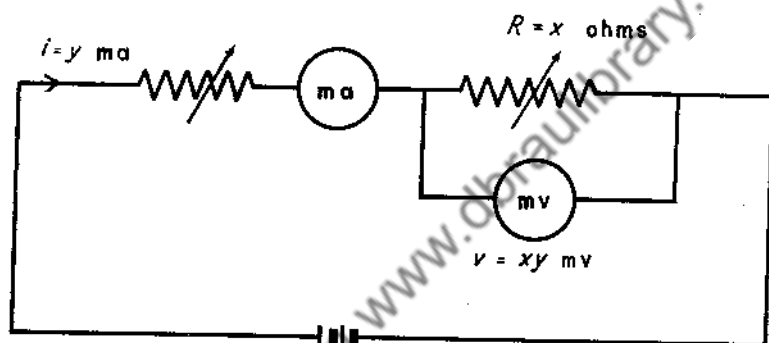 i = y ma
R = x ohms
ma
mv
v = xy mv
www.dbraulibrary.